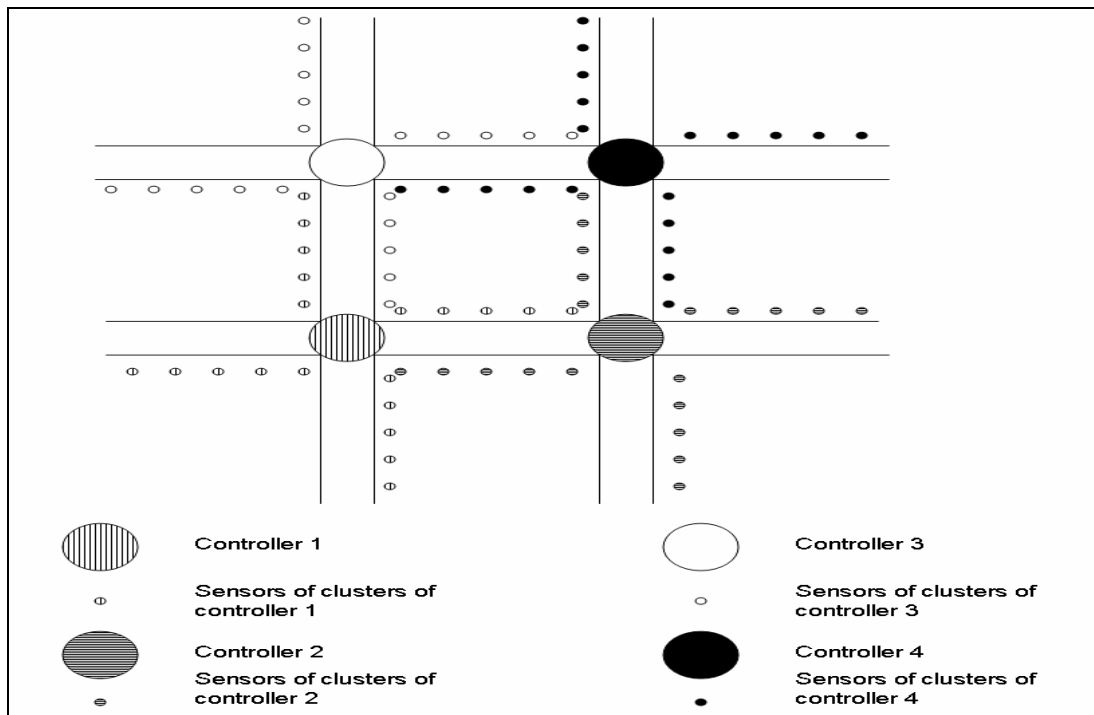 Controller 1
Sensors of clusters of
controller 1
Controller 2
Sensors of clusters of
controller 2
Controller 3
Sensors of clusters of
controller 3
Controller 4
Sensors of clusters of
controller 4